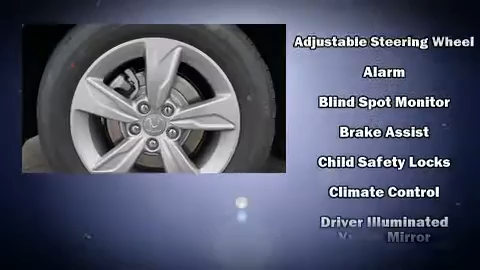 Adjustable Steering Wheel
Alarm
Blind Spot Monitor
Brake Assist
Child Safety Locks
Climate Control
Driver Illuminated
Mirror